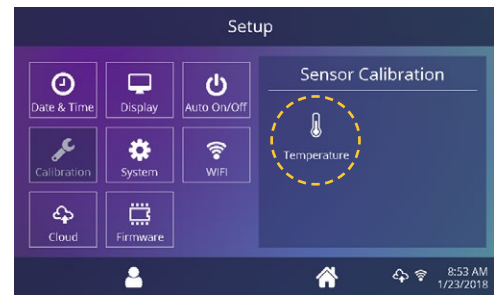 Setup
Date & Time
Display
Auto On/Off
Calibration
System
WIFI
Cloud
Firmware
Sensor Calibration
Temperature
8:53 AM
1/23/2018